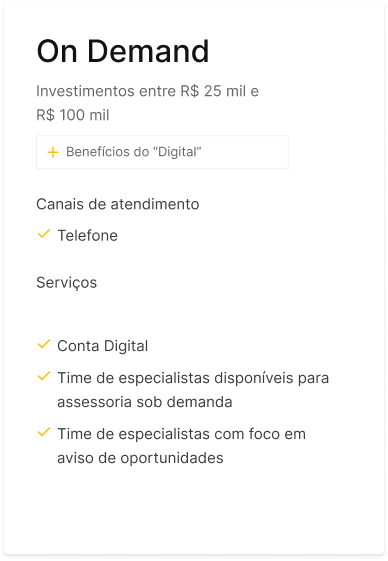 On Demand
Investimentos entre R$ 25 mil e
R$ 100 mil
Benefícios do “Digital”
Canais de atendimento
Telefone
Serviços
Conta Digital
Time de especialistas disponíveis para
assessoria sob demanda
Time de especialistas com foco em
aviso de oportunidades